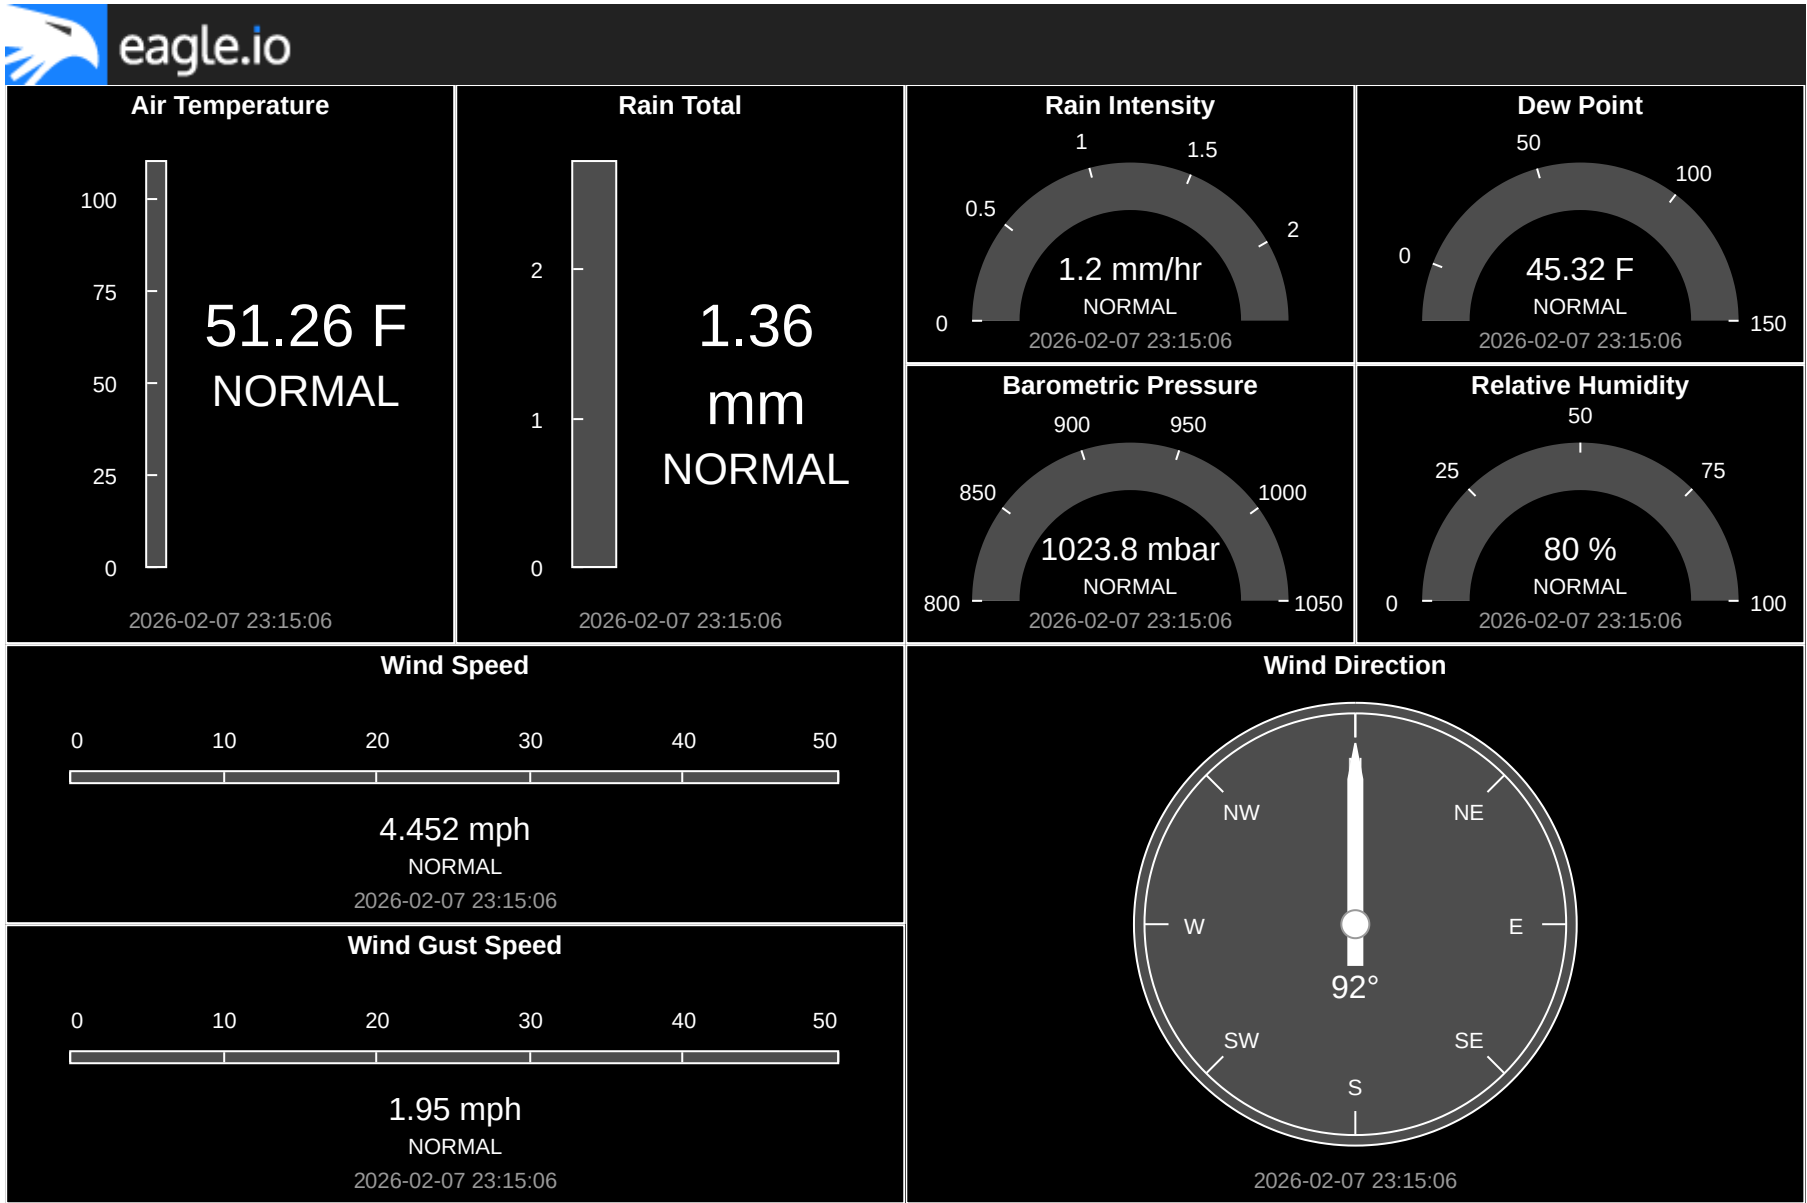 eagle.io
Air Temperature
100
75
50
25
0
51.26 F
NORMAL
2026-02-07 23:15:06
Rain Total
2
1
0
1.36
mm
NORMAL
2026-02-07 23:15:06
Rain Intensity
0
0.5
1
1.5
2
1.2 mm/hr
NORMAL
2026-02-07 23:15:06
Dew Point
0
50
100
150
45.32 F
NORMAL
2026-02-07 23:15:06
Barometric Pressure
800
850
900
950
1000
1050
1023.8 mbar
NORMAL
2026-02-07 23:15:06
Relative Humidity
0
25
50
75
100
80 %
NORMAL
2026-02-07 23:15:06
Wind Speed
0 10 20 30 40 50
4.452 mph
NORMAL
2026-02-07 23:15:06
Wind Gust Speed
0 10 20 30 40 50
1.95 mph
NORMAL
2026-02-07 23:15:06
Wind Direction
NW NE
W E
92°
SW SE
S
2026-02-07 23:15:06